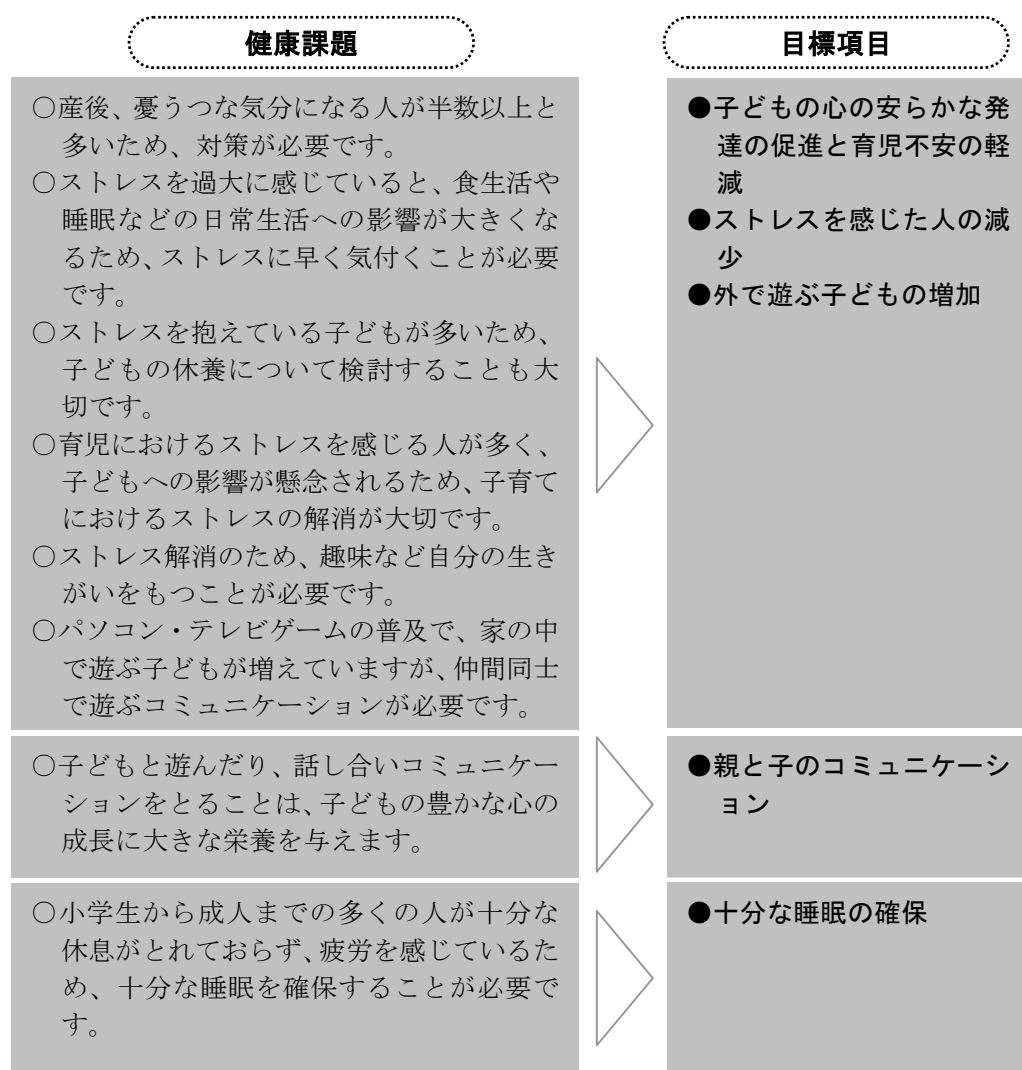 健康課題
目標項目
○産後、憂うつな気分になる人が半数以上と
多いため、対策が必要です。
○ストレスを過大に感じていると、食生活や
睡眠などの日常生活への影響が大きくな
るため、ストレスに早く気付くことが必要
です。
○ストレスを抱えている子どもが多いため、
子どもの休養について検討することも大
切です。
○育児におけるストレスを感じる人が多く、
子どもへの影響が懸念されるため、子育て
におけるストレスの解消が大切です。
○ストレス解消のため、趣味など自分の生き
がいをもつことが必要です。
○パソコン・テレビゲームの普及で、家の中
で遊ぶ子どもが増えていますが、仲間同士
で遊ぶコミュニケーションが必要です。
●子どもの心の安らかな発
達の促進と育児不安の軽
減
●ストレスを感じた人の減
少
●外で遊ぶ子どもの増加
○子どもと遊んだり、話し合いコミュニケー
ションをとることは、子どもの豊かな心の
成長に大きな栄養を与えます。
●親と子のコミュニケーシ
ョン
○小学生から成人までの多くの人が十分な
休息がとれておらず、疲労を感じているた
め、十分な睡眠を確保することが必要で
す。
●十分な睡眠の確保